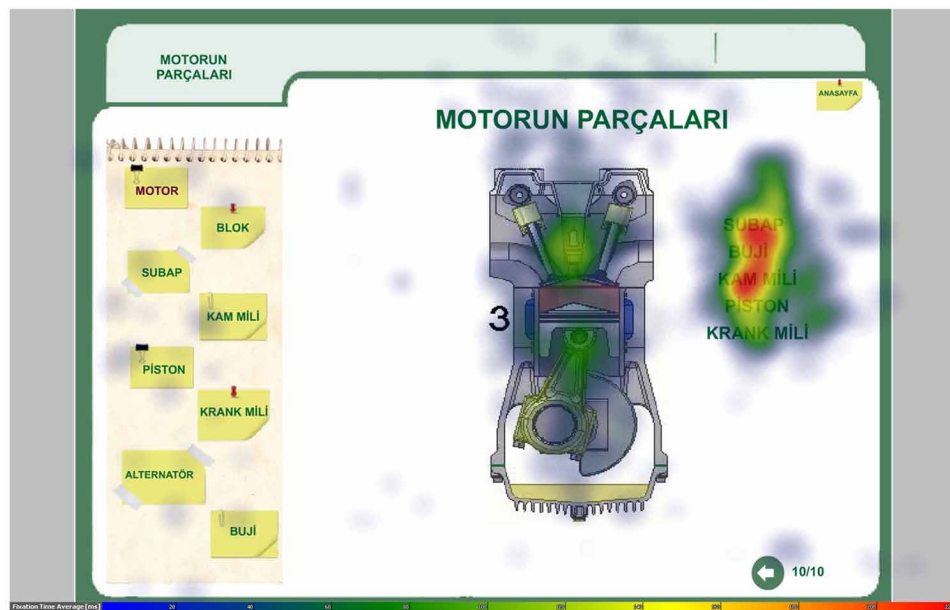 MOTORUN
PARÇALARI
ANASAYFA
MOTORUN PARÇALARI
MOTOR
BLOK
SUBAP
KAM MİLİ
PİSTON
KRANK MİLİ
ALTERNATÖR
BUJİ
3
SUBAP
BUJİ
KAM MİLİ
PİSTON
KRANK MİLİ
10/10
Fixation Time Average [ms]